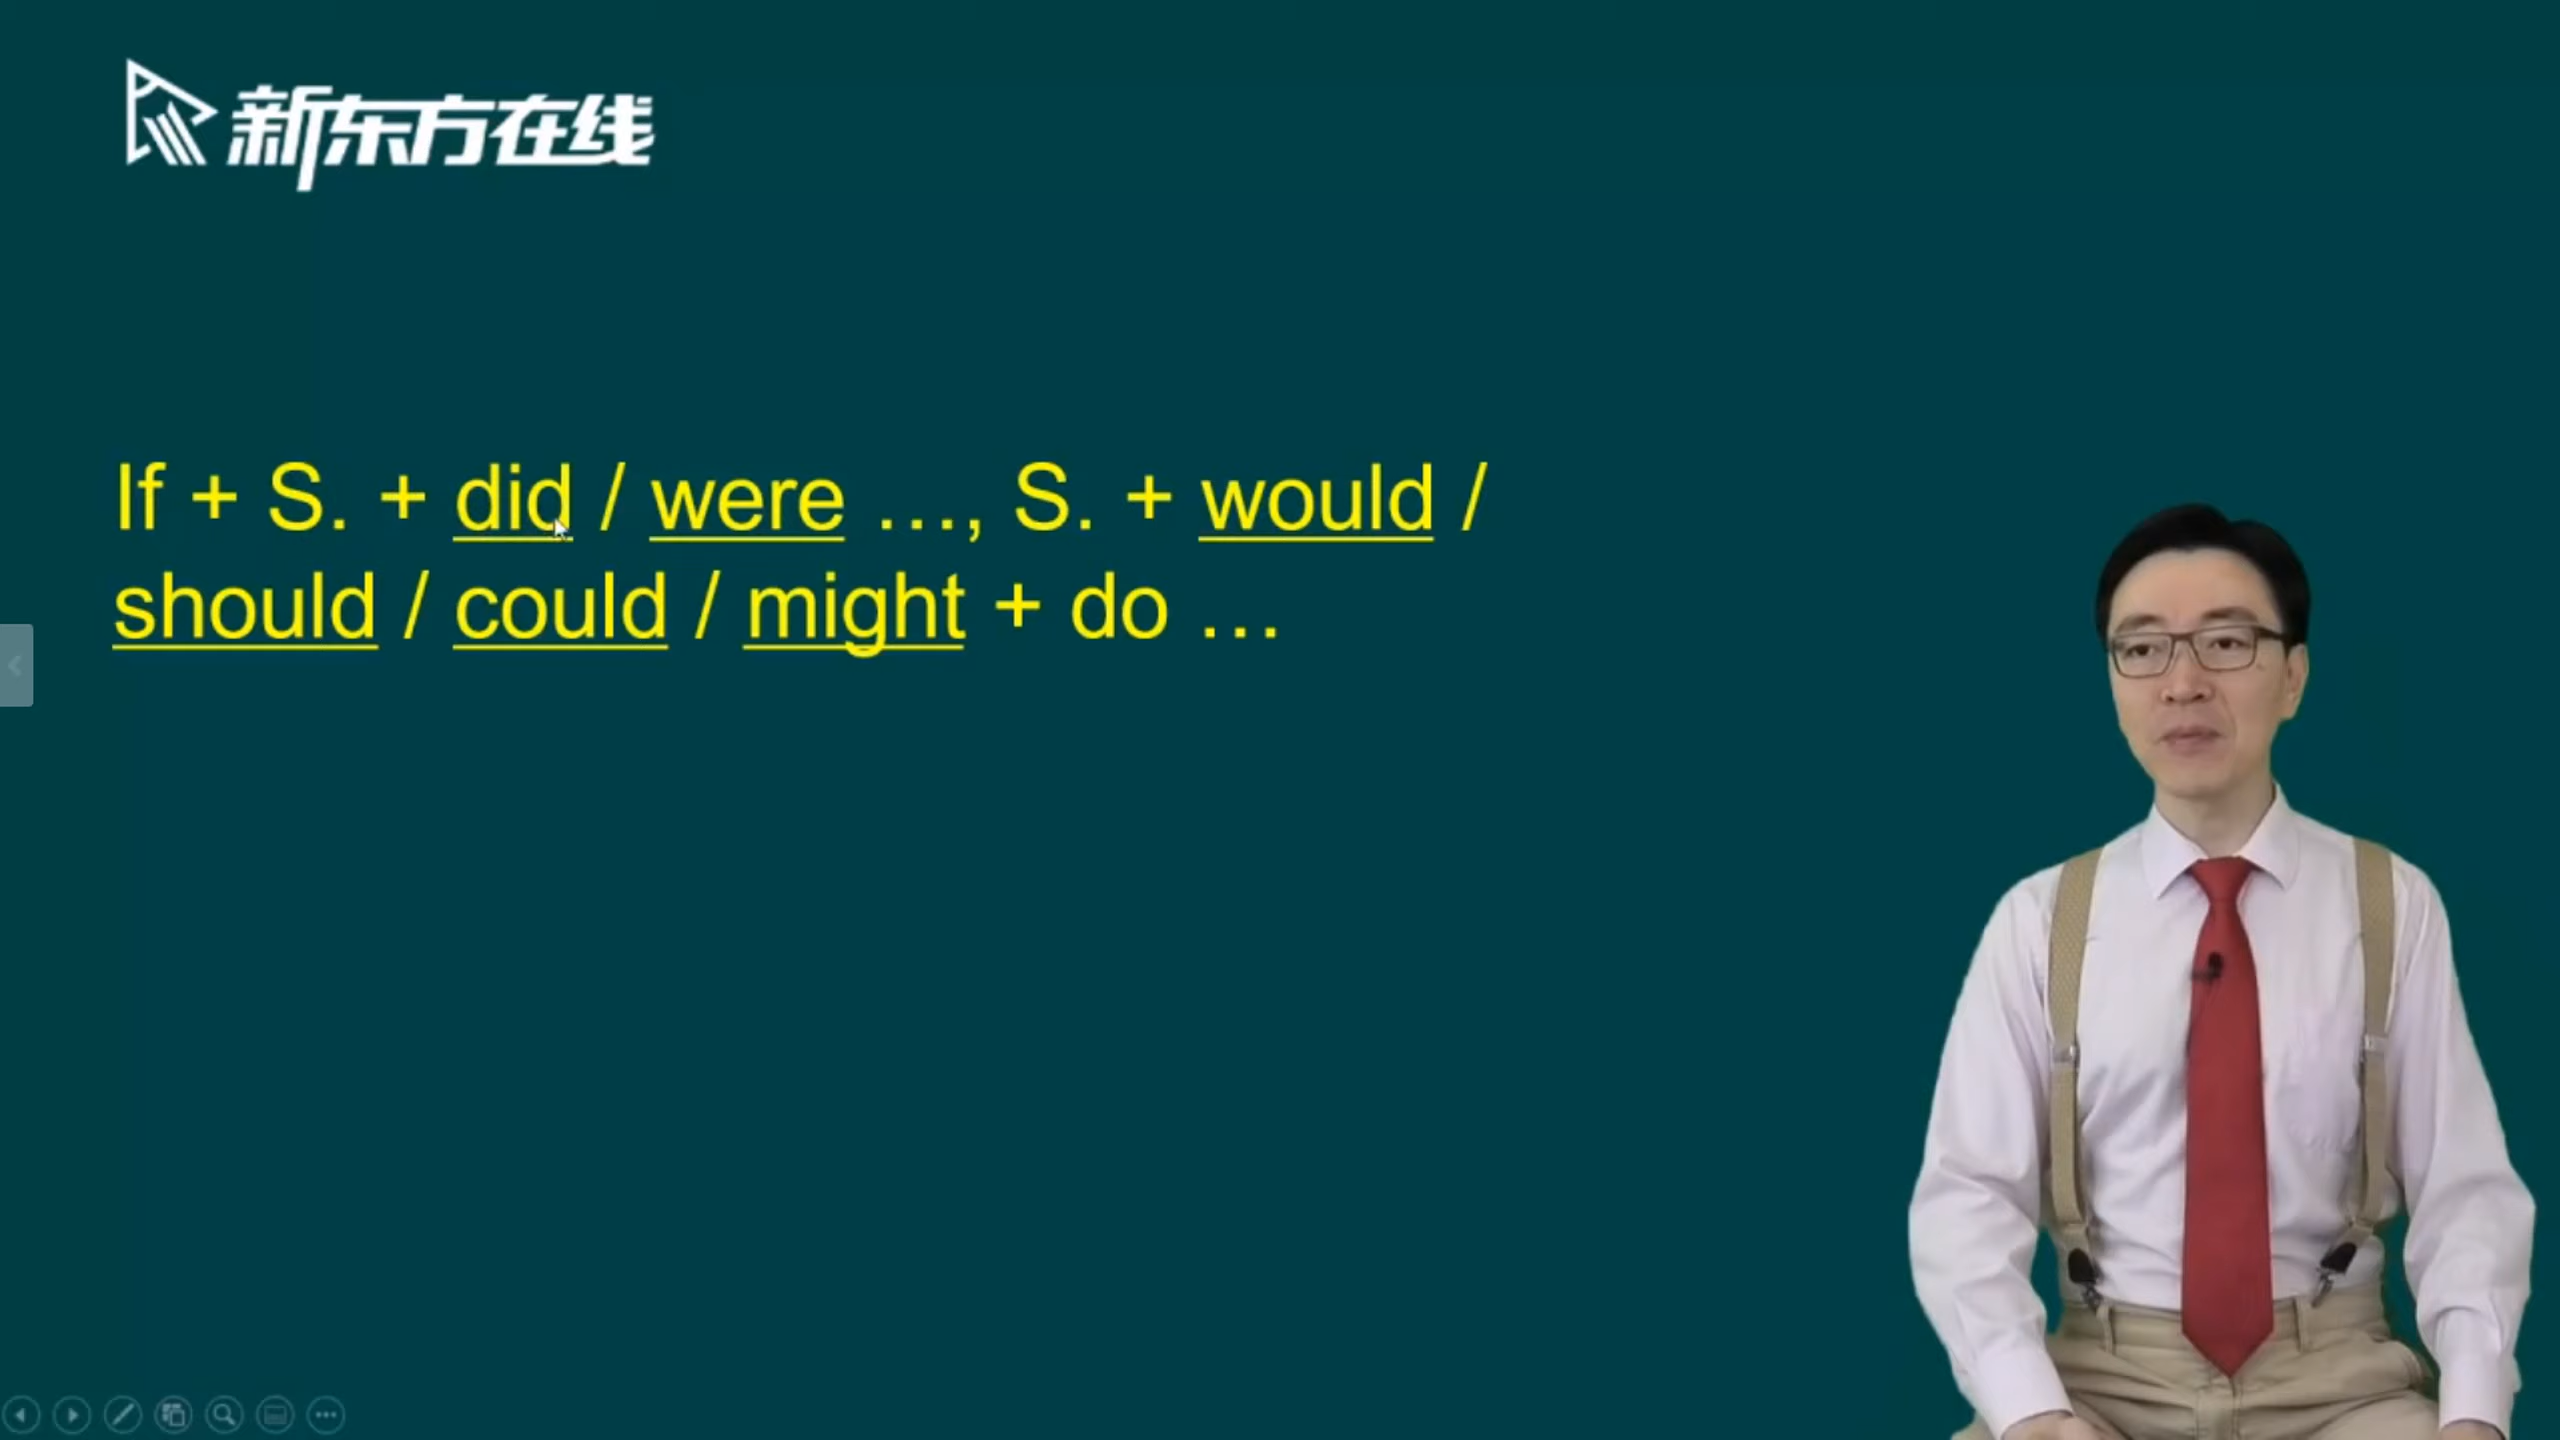 新东方在线
If + S. + did / were …, S. + would /
should / could / might + do …